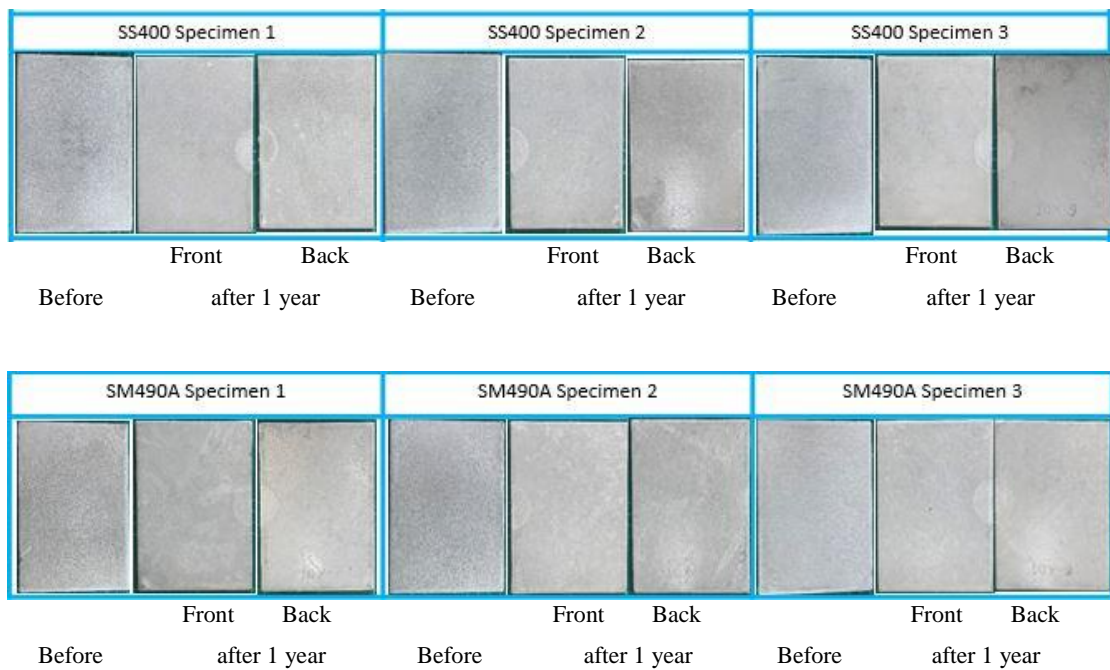 SS400 Specimen 1 SS400 Specimen 2 SS400 Specimen 3
Front Back Front Back Front Back
Before after 1 year Before after 1 year Before after 1 year
SM490A Specimen 1 SM490A Specimen 2 SM490A Specimen 3
Front Back Front Back Front Back
Before after 1 year Before after 1 year Before after 1 year